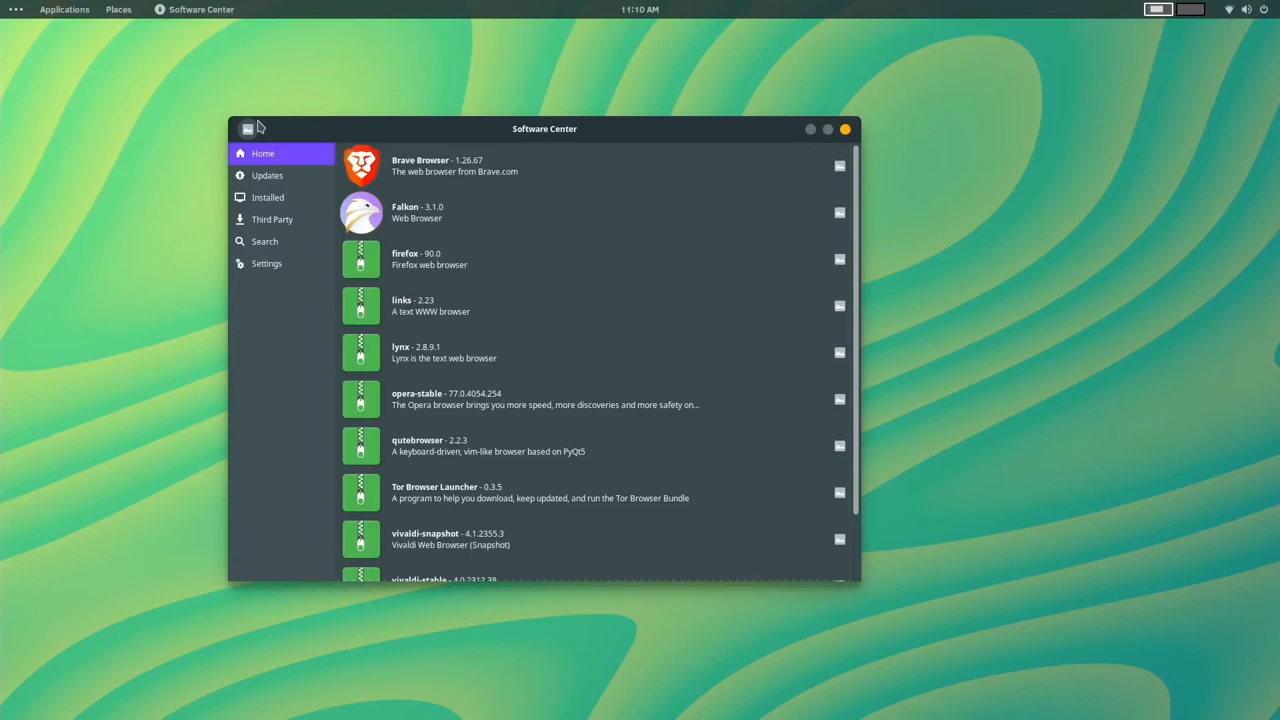 Applications Places Software Center 11:10 AM
Software Center
Home
Updates
Installed
Third Party
Search
Settings
Brave Browser - 1.26.67
The web browser from Brave.com
Falkon - 3.1.0
Web Browser
firefox - 90.0
Firefox web browser
links - 2.23
A text WWW browser
lynx - 2.8.9.1
Lynx is the text web browser
opera-stable - 77.0.4054.254
The Opera browser brings you more speed, more discoveries and more safety on...
qutebrowser - 2.2.3
A keyboard-driven, vim-like browser based on PyQt5
Tor Browser Launcher - 0.3.5
A program to help you download, keep updated, and run the Tor Browser Bundle
vivaldi-snapshot - 4.1.2355.3
Vivaldi Web Browser (Snapshot)
vivaldi-stable - 4.0.2312.38